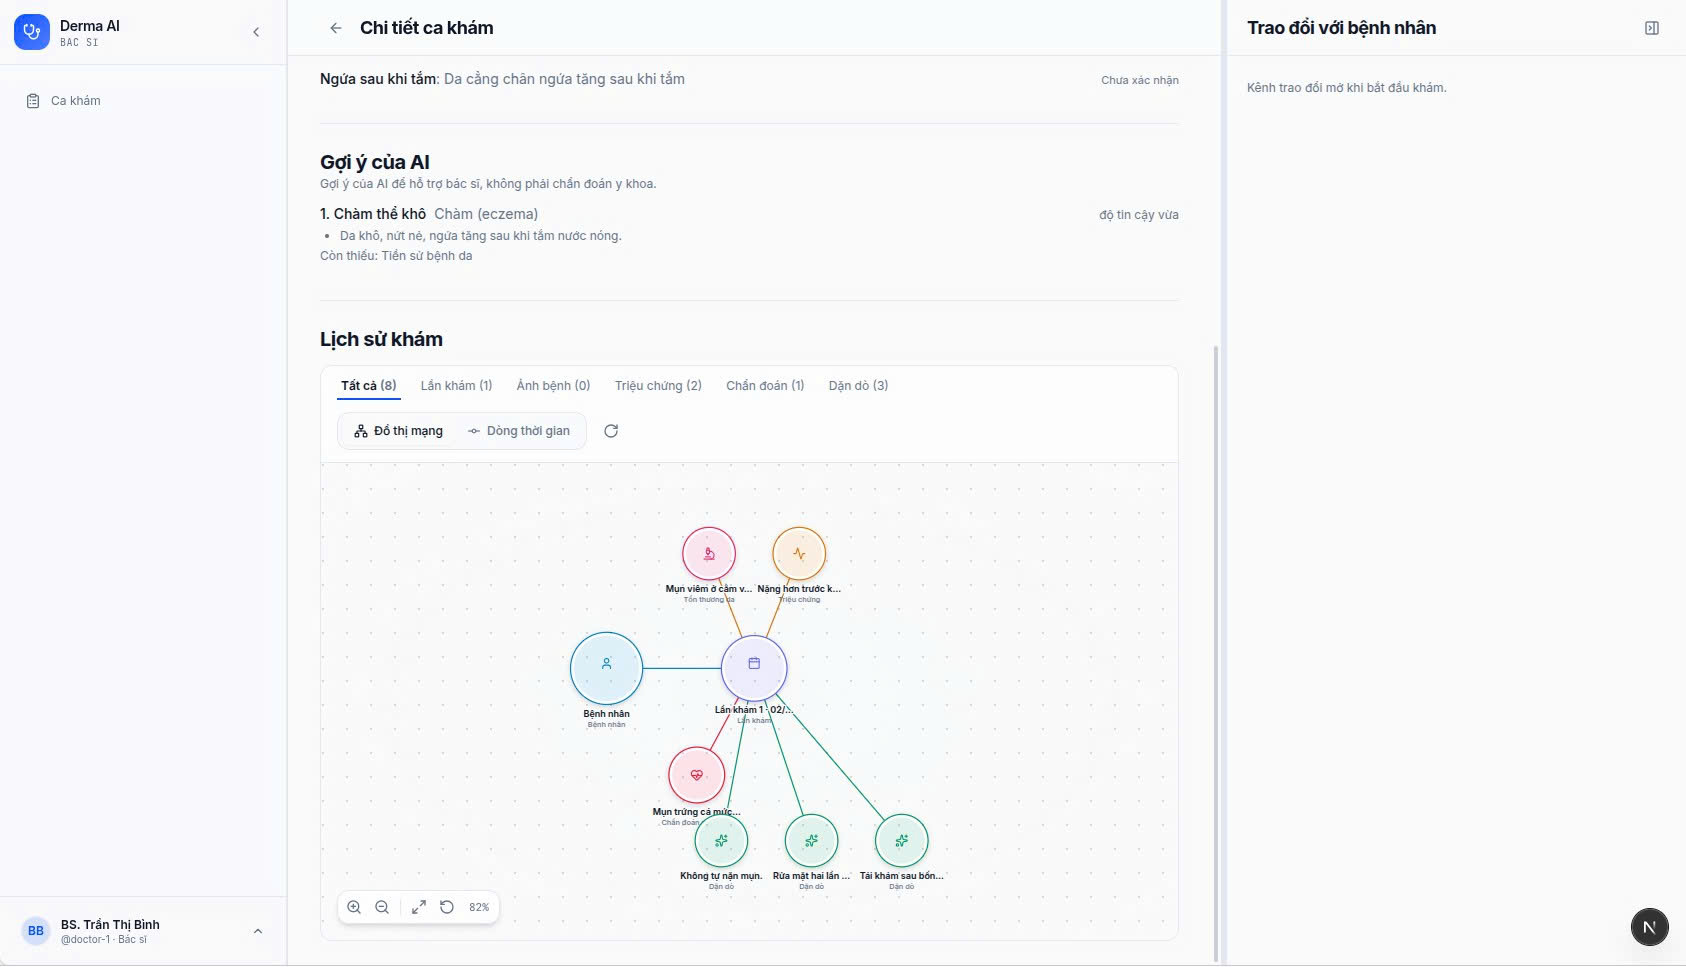 Derma AI
BÁC SĨ
Ca khám
BB
BS. Trần Thị Bình
@doctor-1 · Bác sĩ
Chi tiết ca khám
Ngứa sau khi tắm: Da cẳng chân ngứa tăng sau khi tắm
Chưa xác nhận
Gợi ý của AI
Gợi ý của AI để hỗ trợ bác sĩ, không phải chẩn đoán y khoa.
1. Chàm thể khô Chàm (eczema)
độ tin cậy vừa
• Da khô, nứt nẻ, ngứa tăng sau khi tắm nước nóng.
Còn thiếu: Tiền sử bệnh da
Lịch sử khám
Tất cả (8)
Lần khám (1)
Ảnh bệnh (0)
Triệu chứng (2)
Chẩn đoán (1)
Dặn dò (3)
Đồ thị mạng
Dòng thời gian
Mụn viêm ở cằm v...
Tổn thương da
Nặng hơn trước k...
Triệu chứng
Bệnh nhân
Bệnh nhân
Lần khám 1 · 02/...
Lần khám
Mụn trứng cá mức...
Chẩn đoán
Không tự nặn mụn.
Dặn dò
Rửa mặt hai lần ...
Dặn dò
Tái khám sau bốn...
Dặn dò
82%
Trao đổi với bệnh nhân
Kênh trao đổi mở khi bắt đầu khám.
N